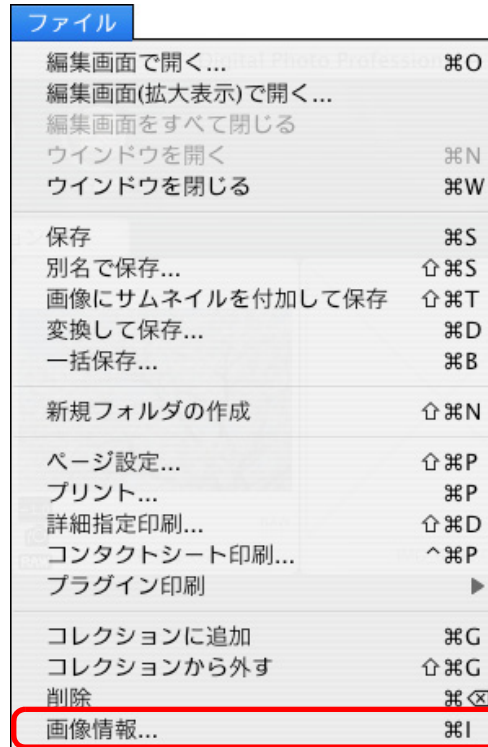 ファイル
編集画面で開く... ⌘O
編集画面(拡大表示)で開く...
編集画面をすべて閉じる
ウインドウを開く ⌘N
ウインドウを閉じる ⌘W
保存 ⌘S
別名で保存... ⇧⌘S
画像にサムネイルを付加して保存 ⇧⌘T
変換して保存... ⌘D
一括保存... ⌘B
新規フォルダの作成 ⇧⌘N
ページ設定... ⇧⌘P
プリント... ⌘P
詳細指定印刷... ⇧⌘D
コンタクトシート印刷... ^⌘P
プラグイン印刷 ▶
コレクションに追加 ⌘G
コレクションから外す ⇧⌘G
削除 ⌘⌫
画像情報... ⌘I